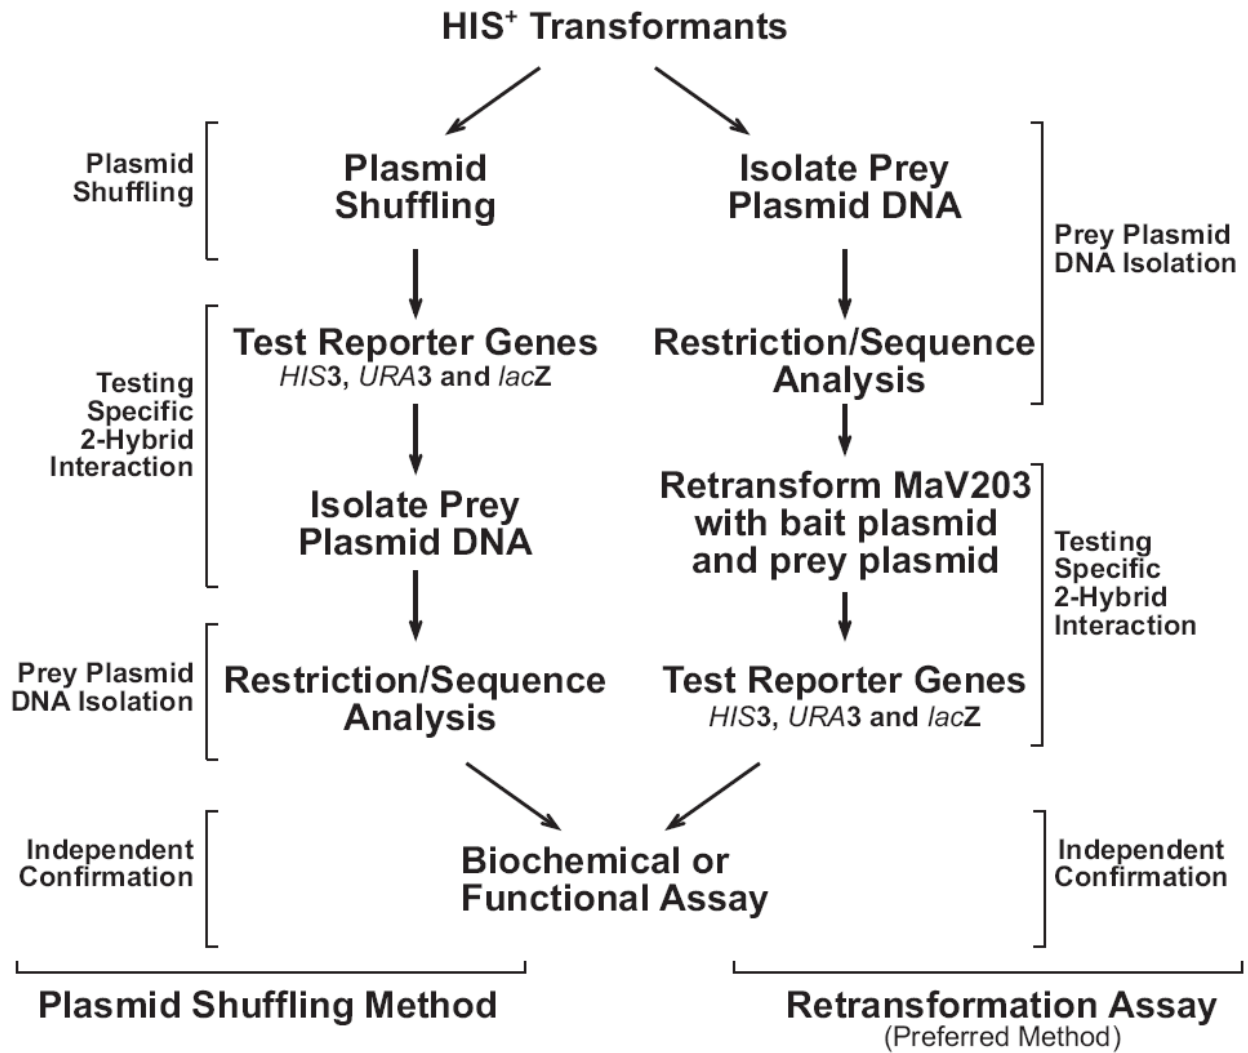 HIS+ Transformants
Plasmid
Shuffling
Plasmid
Shuffling
Isolate Prey
Plasmid DNA
Prey Plasmid
DNA Isolation
Test Reporter Genes
HIS3, URA3 and lacZ
Restriction/Sequence
Analysis
Testing
Specific
2-Hybrid
Interaction
Isolate Prey
Plasmid DNA
Retransform MaV203
with bait plasmid
and prey plasmid
Testing
Specific
2-Hybrid
Interaction
Prey Plasmid
DNA Isolation
Restriction/Sequence
Analysis
Test Reporter Genes
HIS3, URA3 and lacZ
Independent
Confirmation
Biochemical or
Functional Assay
Independent
Confirmation
Plasmid Shuffling Method
Retransformation Assay
(Preferred Method)